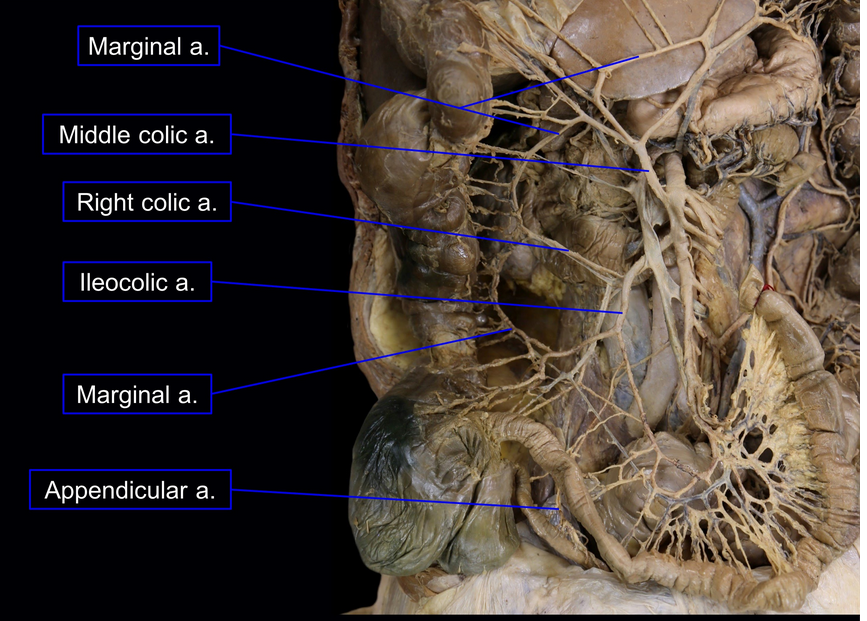 Marginal a.
Middle colic a.
Right colic a.
Ileocolic a.
Marginal a.
Appendicular a.